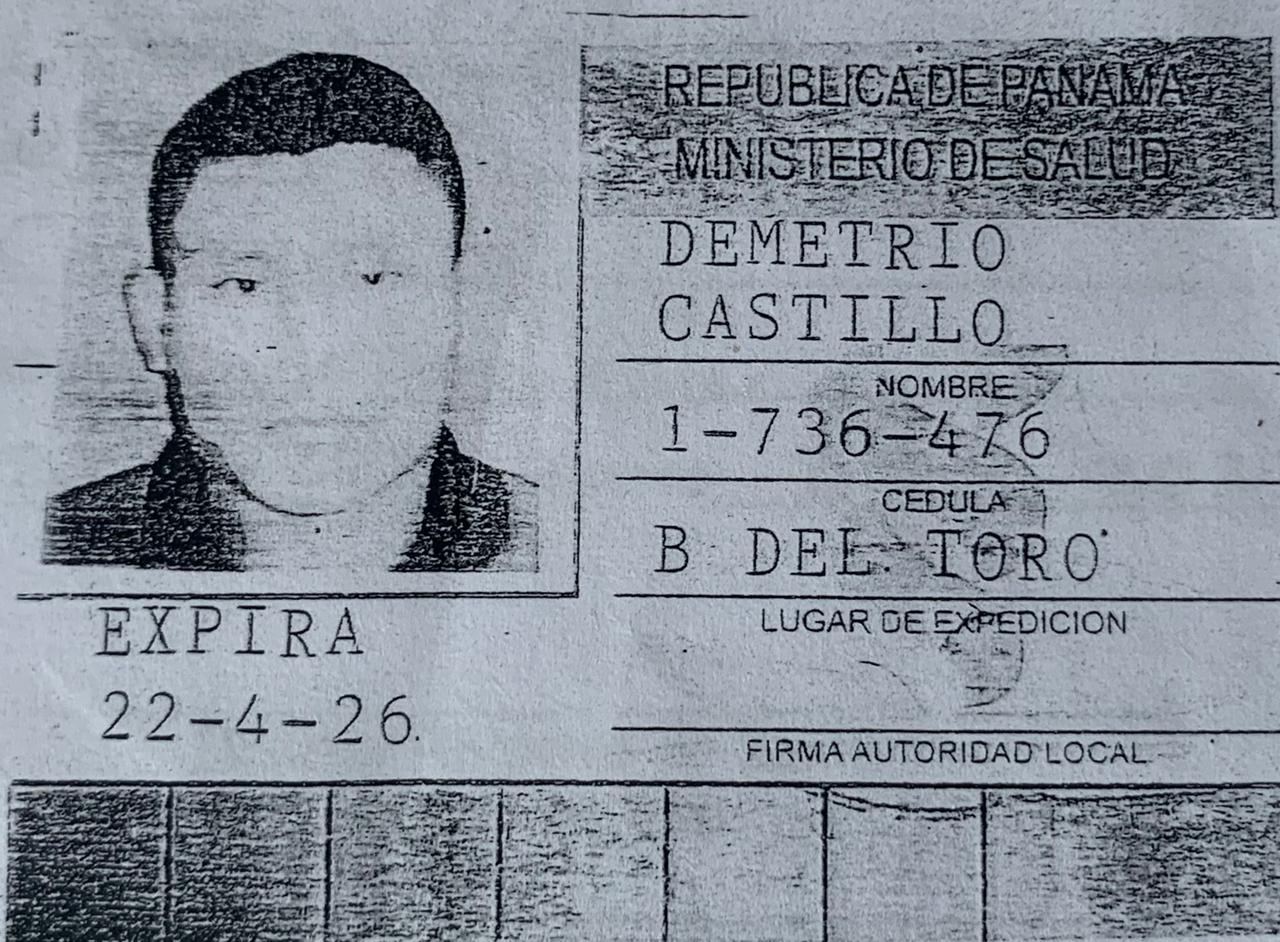 REPUBLICA DE PANAMA
MINISTERIO DE SALUD
DEMETRIO
CASTILLO
NOMBRE
1-736-476
CEDULA
B DEL TORO
LUGAR DE EXPEDICION
FIRMA AUTORIDAD LOCAL
EXPIRA
22-4-26.